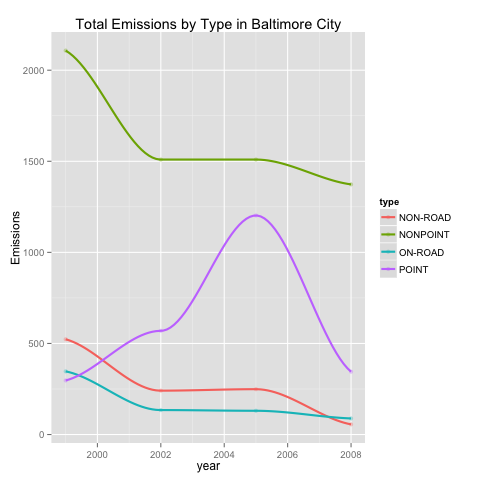 Total Emissions by Type in Baltimore City
Emissions
2000
1500
1000
500
0
2000 2002 2004 2006 2008
year
type
NON-ROAD
NONPOINT
ON-ROAD
POINT